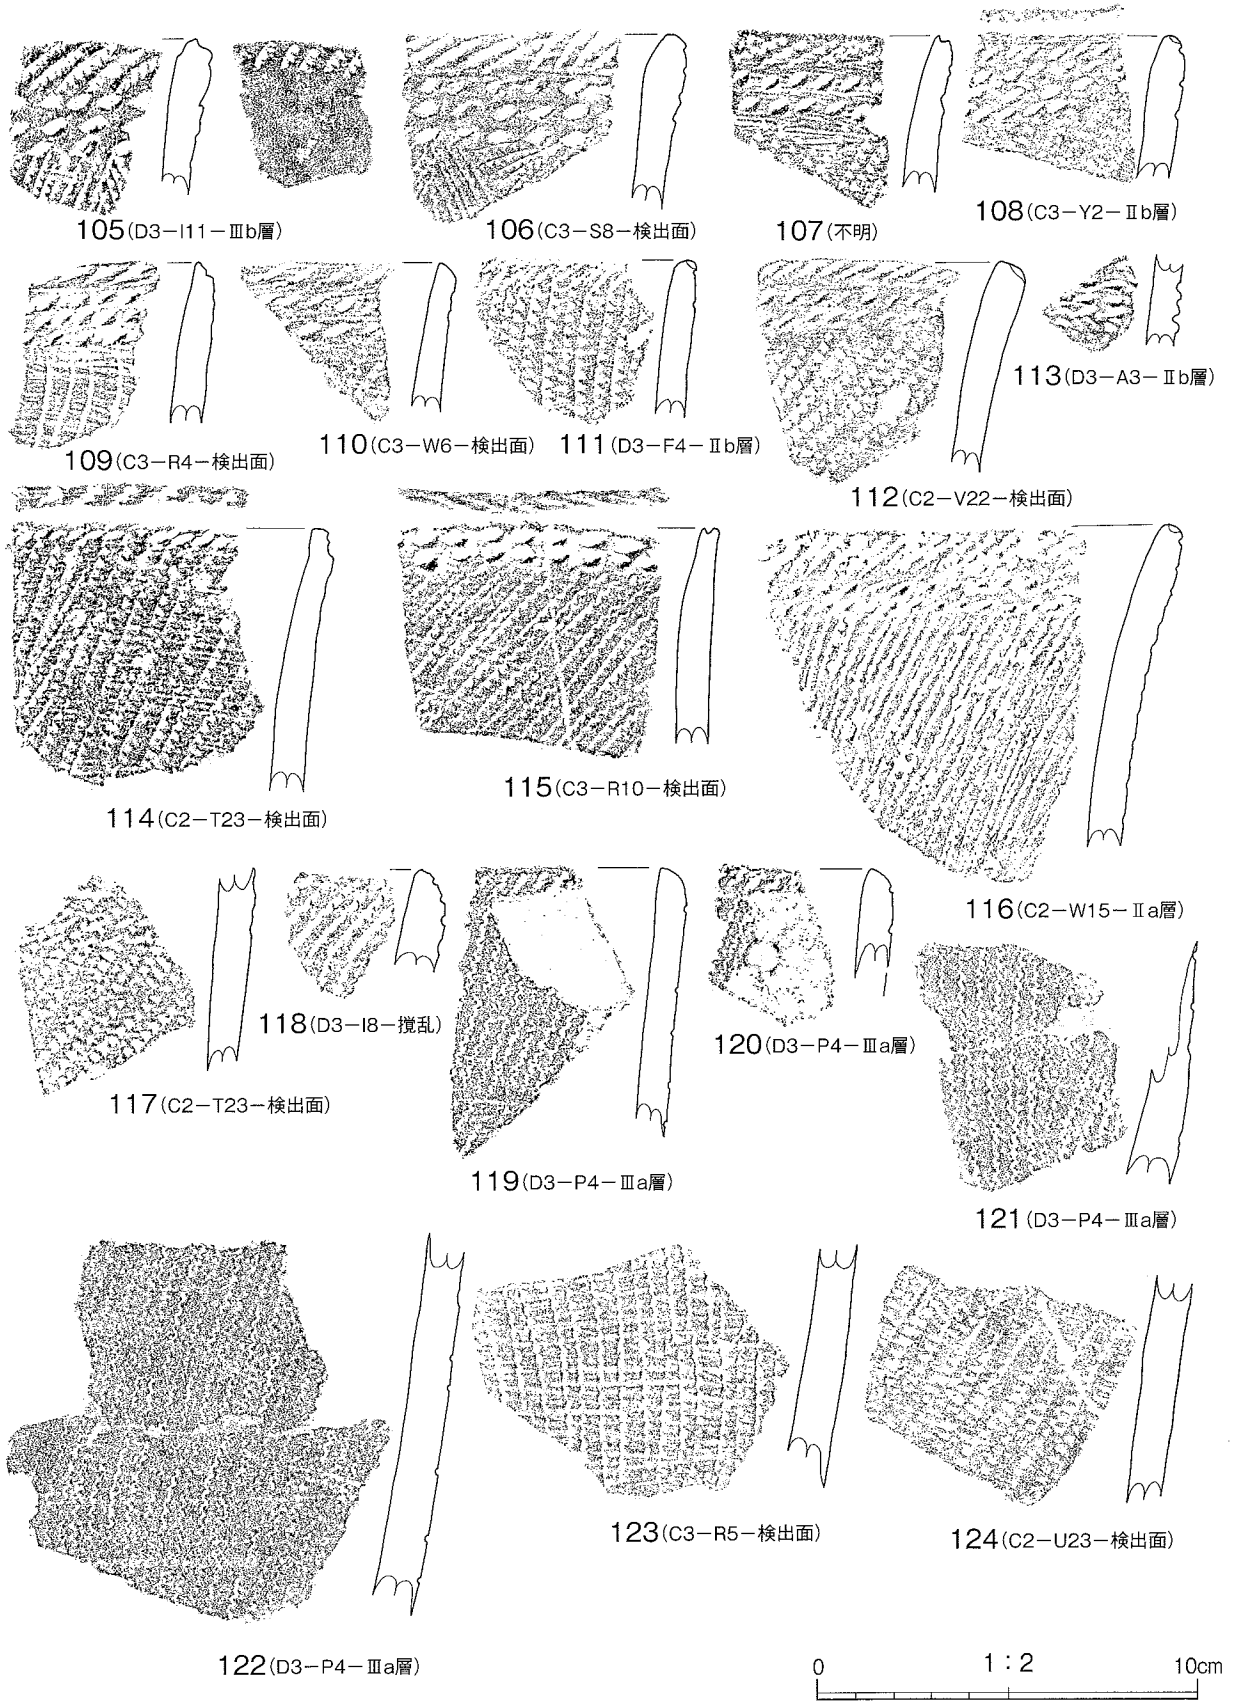 105(D3-I11-Ⅲb層)
106(C3-S8-検出面)
107(不明)
108(C3-Y2-Ⅱb層)
109(C3-R4-検出面)
110(C3-W6-検出面)
111(D3-F4-Ⅱb層)
112(C2-V22-検出面)
113(D3-A3-Ⅱb層)
114(C2-T23-検出面)
115(C3-R10-検出面)
116(C2-W15-Ⅱa層)
117(C2-T23-検出面)
118(D3-I8-撹乱)
119(D3-P4-Ⅲa層)
120(D3-P4-Ⅲa層)
121(D3-P4-Ⅲa層)
122(D3-P4-Ⅲa層)
123(C3-R5-検出面)
124(C2-U23-検出面)
0 1:2 10cm